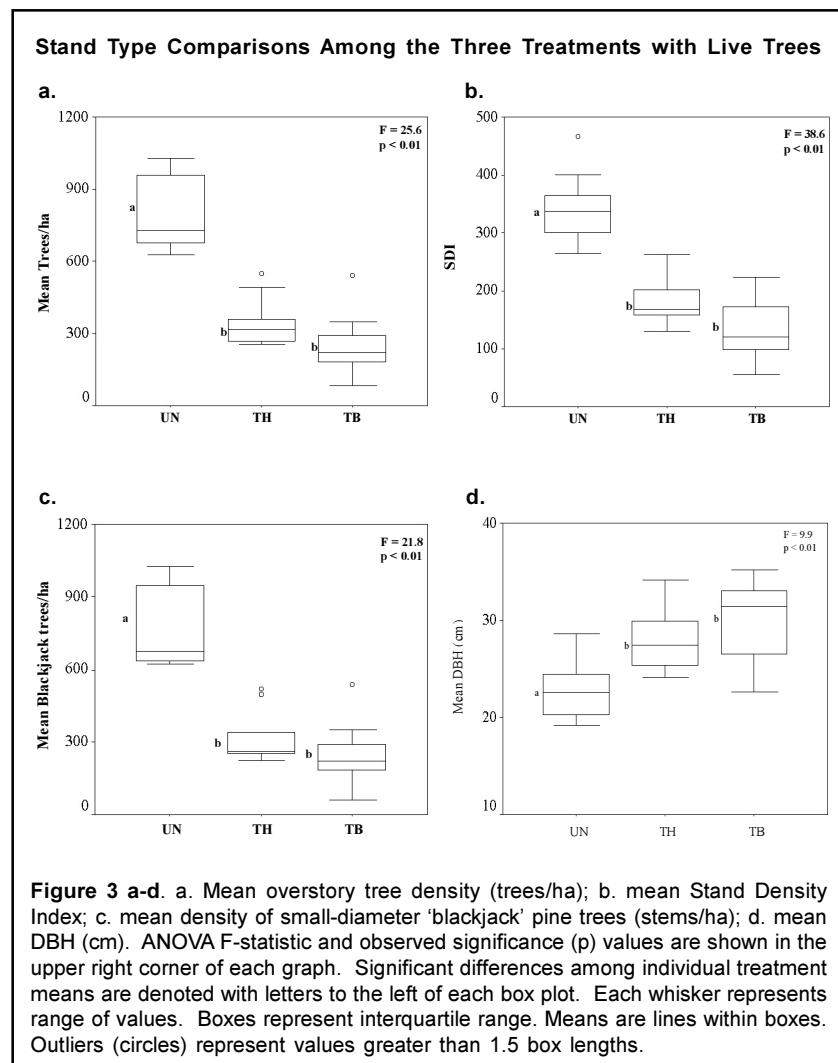 Stand Type Comparisons Among the Three Treatments with Live Trees
a.
1200
900
600
300
0
Mean Trees/ha
F = 25.6
p < 0.01
a
b
b
UN TH TB
b.
500
400
300
200
100
0
SDI
F = 38.6
p < 0.01
a
b
b
UN TH TB
c.
1200
900
600
300
0
Mean Blackjack trees/ha
F = 21.8
p < 0.01
a
b
b
UN TH TB
d.
40
30
20
10
Mean DBH (cm)
F = 9.9
p < 0.01
a
b
b
UN TH TB
Figure 3 a-d. a. Mean overstory tree density (trees/ha); b. mean Stand Density
Index; c. mean density of small-diameter ‘blackjack’ pine trees (stems/ha); d. mean
DBH (cm). ANOVA F-statistic and observed significance (p) values are shown in the
upper right corner of each graph. Significant differences among individual treatment
means are denoted with letters to the left of each box plot. Each whisker represents
range of values. Boxes represent interquartile range. Means are lines within boxes.
Outliers (circles) represent values greater than 1.5 box lengths.